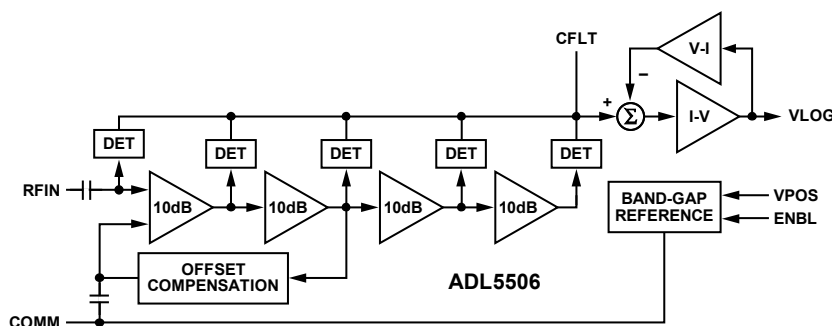 CFLT
V-I
–
+
Σ
I-V
VLOG
DET
DET
DET
DET
DET
RFIN
10dB
10dB
10dB
10dB
BAND-GAP
REFERENCE
VPOS
ENBL
OFFSET
COMPENSATION
ADL5506
COMM